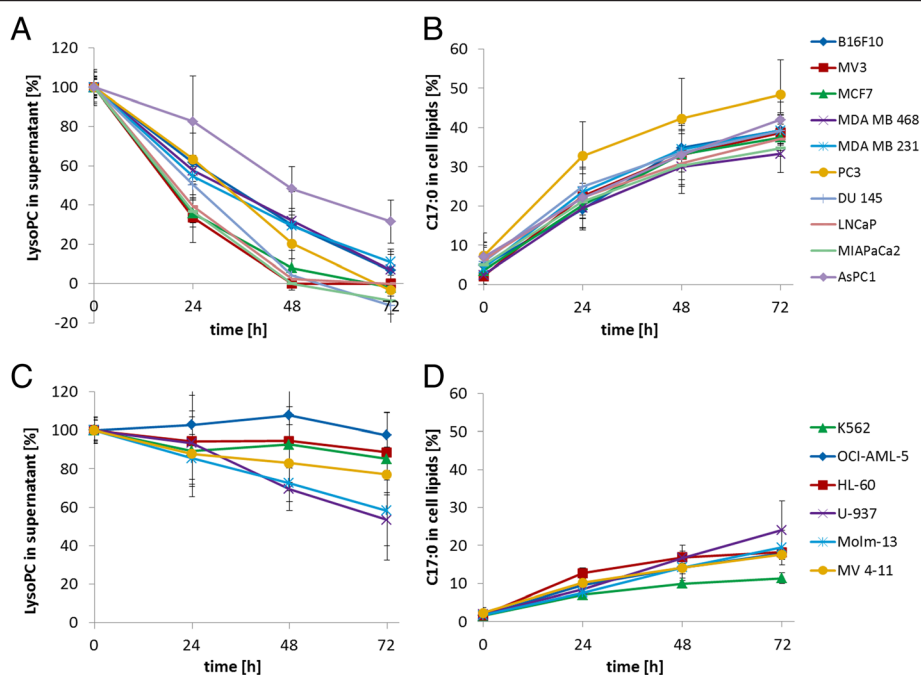 A
LysoPC in supernatant [%]
120
100
80
60
40
20
0
-20
0
24
48
72
time [h]
B
C17:0 in cell lipids [%]
60
50
40
30
20
10
0
0
24
48
72
time [h]
B16F10
MV3
MCF7
MDA MB 468
MDA MB 231
PC3
DU 145
LNCaP
MIAPaCa2
AsPC1
C
LysoPC in supernatant [%]
120
100
80
60
40
20
0
0
24
48
72
time [h]
D
C17:0 in cell lipids [%]
60
50
40
30
20
10
0
0
24
48
72
time [h]
K562
OCI-AML-5
HL-60
U-937
Molm-13
MV 4-11